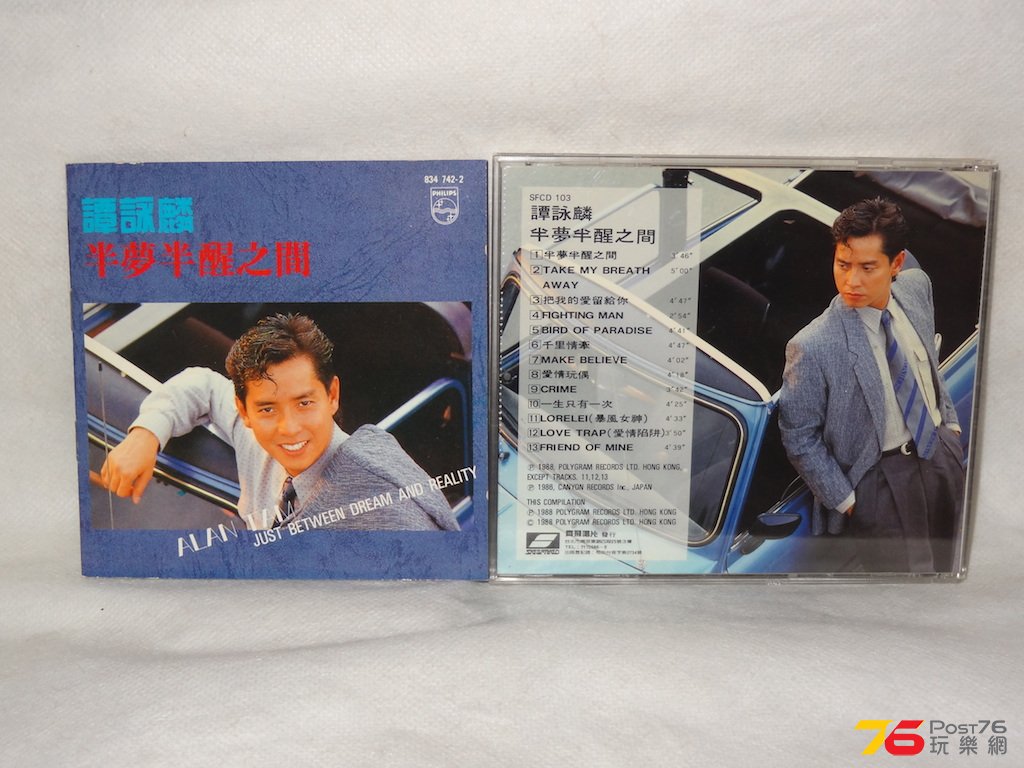 834 742-2
PHILIPS
譚詠麟
半夢半醒之間
ALAN TAM
JUST BETWEEN DREAM AND REALITY
SFCD 103
譚詠麟
半夢半醒之間
1 半夢半醒之間 3'46"
2 TAKE MY BREATH 5'00"
AWAY
3 把我的愛留給你 4'47"
4 FIGHTING MAN 2'54"
5 BIRD OF PARADISE 4'41"
6 千里情牽 4'47"
7 MAKE BELIEVE 4'02"
8 愛情玩偶 4'18"
9 CRIME 3'42"
10 一生只有一次 4'25"
11 LORELEI(暴風女神) 4'33"
12 LOVE TRAP(愛情陷阱) 3'50"
13 FRIEND OF MINE 4'39"
℗ 1988, POLYGRAM RECORDS LTD. HONG KONG,
EXCEPT TRACKS. 11,12,13
℗ 1986, CANYON RECORDS Inc., JAPAN
THIS COMPILATION
℗ 1988 POLYGRAM RECORDS LTD. HONG KONG
© 1988 POLYGRAM RECORDS LTD. HONG KONG
發行
76 POST76
玩樂網